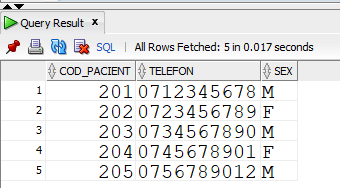 Query Result x
SQL | All Rows Fetched: 5 in 0.017 seconds
COD_PACIENT TELEFON SEX
1 201 0712345678 M
2 202 0723456789 F
3 203 0734567890 M
4 204 0745678901 F
5 205 0756789012 M